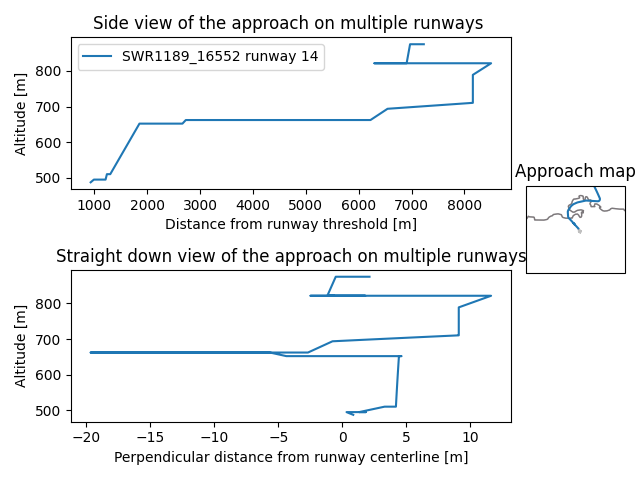 Side view of the approach on multiple runways
SWR1189_16552 runway 14
Altitude [m]
800
700
600
500
1000 2000 3000 4000 5000 6000 7000 8000
Distance from runway threshold [m]
Approach map
Straight down view of the approach on multiple runways
Altitude [m]
800
700
600
500
−20 −15 −10 −5 0 5 10
Perpendicular distance from runway centerline [m]